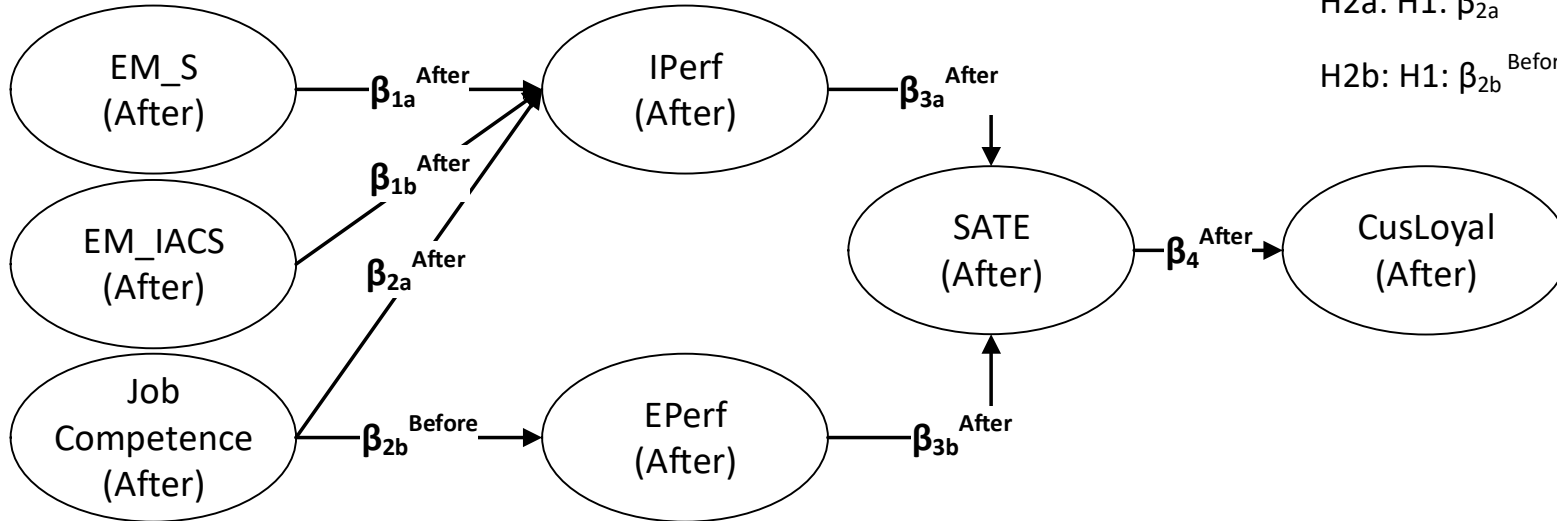 EM_S
(After)
β1a After
IPerf
(After)
β3a After
H2a: H1: β2a
H2b: H1: β2b
β1b After
EM_IACS
(After)
β2a After
SATE
(After)
β4 After
CusLoyal
(After)
Job
Competence
(After)
β2b Before
EPerf
(After)
β3b After